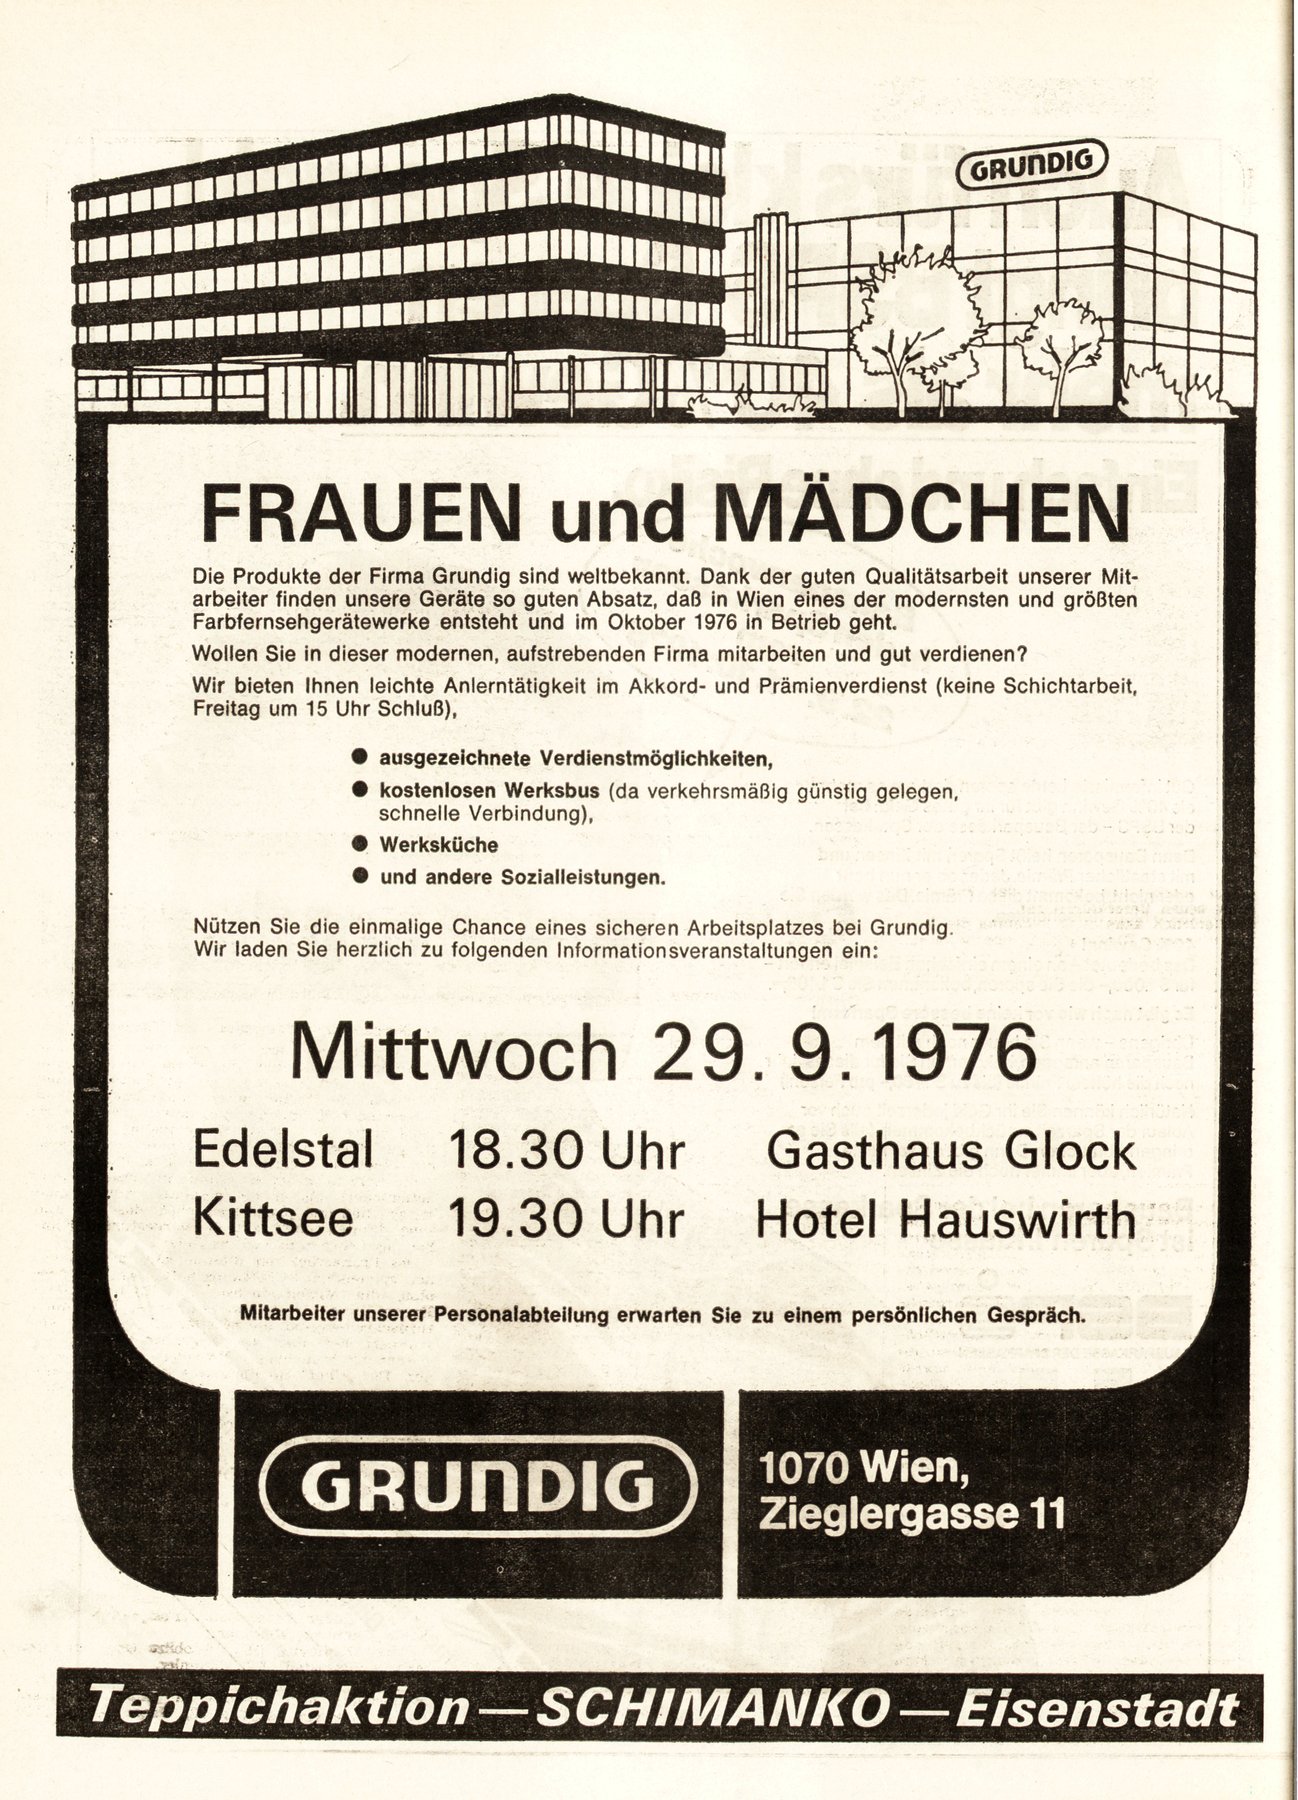 GRUNDIG
FRAUEN und MÄDCHEN
Die Produkte der Firma Grundig sind weltbekannt. Dank der guten Qualitätsarbeit unserer Mit-
arbeiter finden unsere Geräte so guten Absatz, daß in Wien eines der modernsten und größten
Farbfernsehgerätewerke entsteht und im Oktober 1976 in Betrieb geht.
Wollen Sie in dieser modernen, aufstrebenden Firma mitarbeiten und gut verdienen?
Wir bieten Ihnen leichte Anlerntätigkeit im Akkord- und Prämienverdienst (keine Schichtarbeit,
Freitag um 15 Uhr Schluß),
● ausgezeichnete Verdienstmöglichkeiten,
● kostenlosen Werksbus (da verkehrsmäßig günstig gelegen,
schnelle Verbindung),
● Werksküche
● und andere Sozialleistungen.
Nützen Sie die einmalige Chance eines sicheren Arbeitsplatzes bei Grundig.
Wir laden Sie herzlich zu folgenden Informationsveranstaltungen ein:
Mittwoch 29. 9. 1976
Edelstal 18.30 Uhr Gasthaus Glock
Kittsee 19.30 Uhr Hotel Hauswirth
Mitarbeiter unserer Personalabteilung erwarten Sie zu einem persönlichen Gespräch.
GRUNDIG
1070 Wien,
Zieglergasse 11
Teppichaktion — SCHIMANKO — Eisenstadt